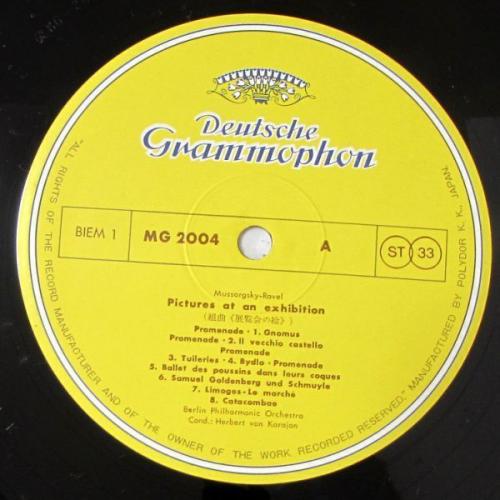 Deutsche
Grammophon
BIEM 1
MG 2004
A
ST 33
Mussorgsky-Ravel
Pictures at an exhibition
(組曲《展覧会の絵》)
Promenade · 1. Gnomus
Promenade · 2. Il vecchio castello
Promenade
3. Tuileries · 4. Bydlo · Promenade
5. Ballet des poussins dans leurs coques
6. Samuel Goldenberg und Schmuyle
7. Limoges-Le marché
8. Catacombae
Berlin Philharmonic Orchestra
Cond.: Herbert von Karajan
"ALL RIGHTS OF THE RECORD MANUFACTURER AND OF THE OWNER OF THE WORK RECORDED RESERVED," MANUFACTURED BY POLYDOR K. K., JAPAN.